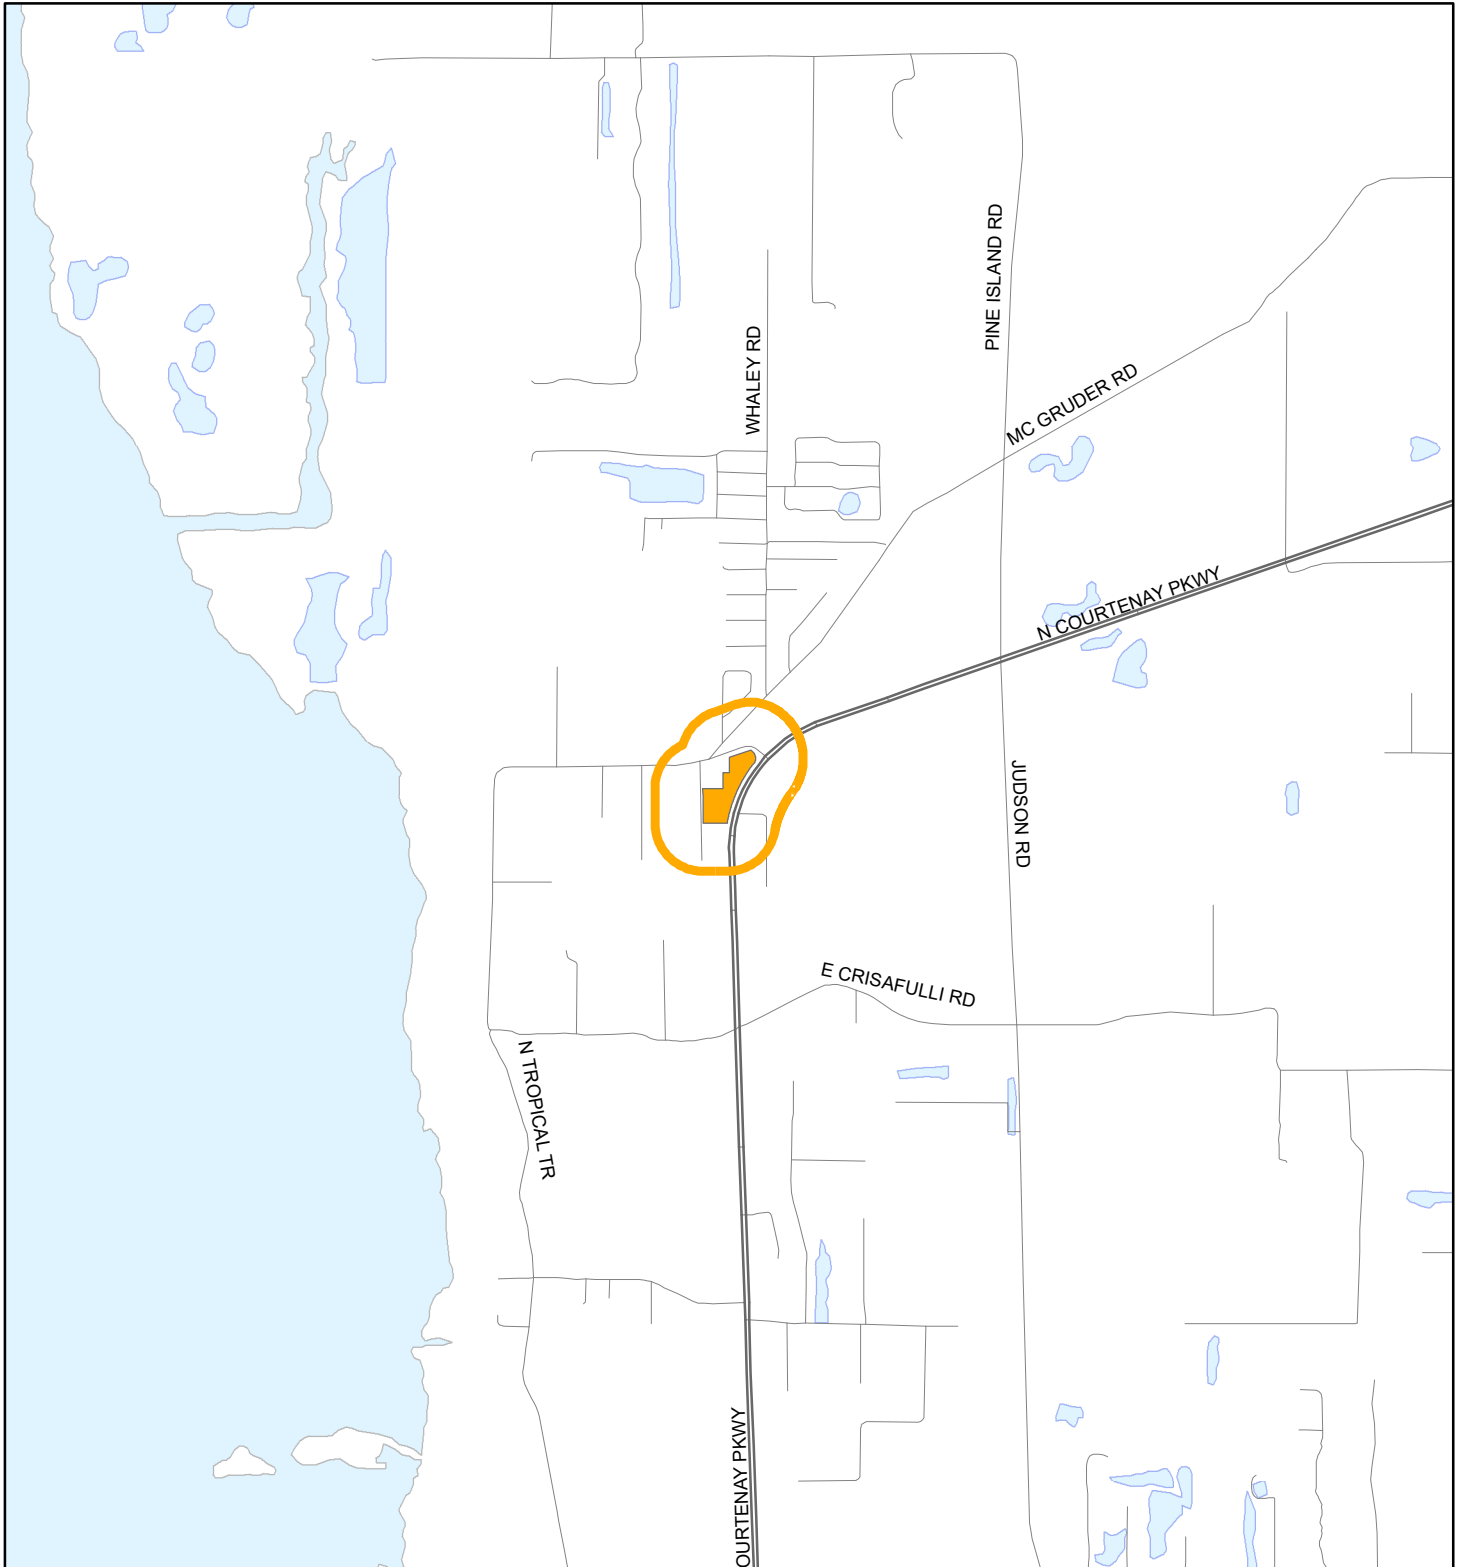 PINE ISLAND RD
WHALEY RD
MC GRUDER RD
N COURTENAY PKWY
JUDSON RD
E CRISAFULLI RD
N TROPICAL TR
OURTENAY PKWY